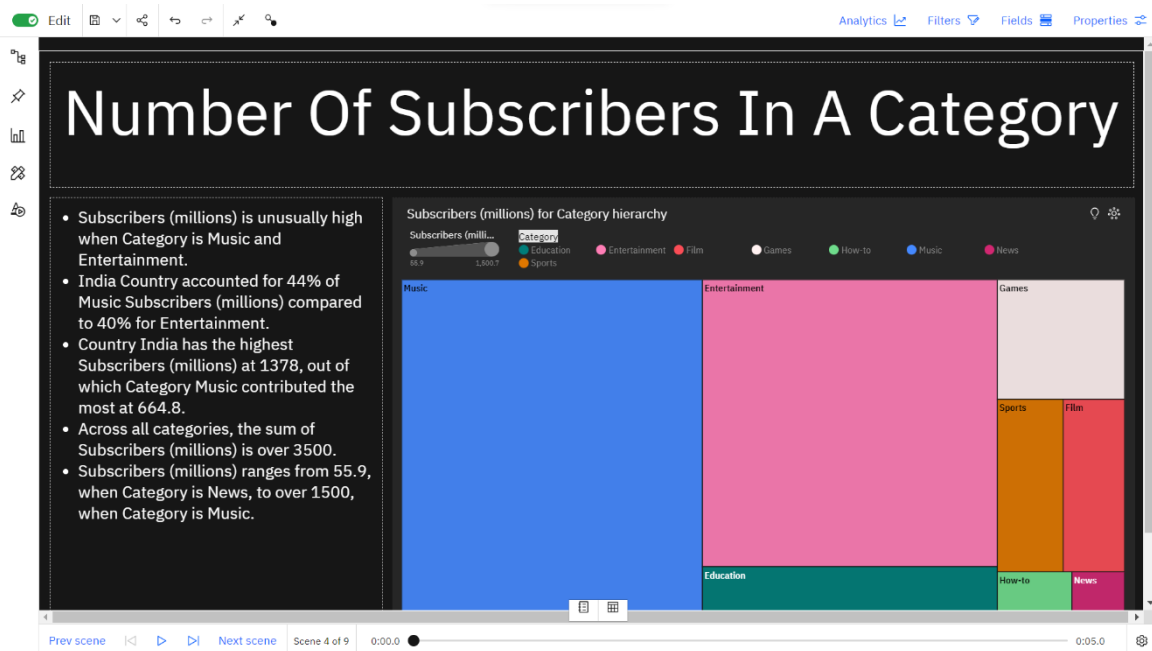 Edit
Analytics
Filters
Fields
Properties
Number Of Subscribers In A Category
• Subscribers (millions) is unusually high
when Category is Music and
Entertainment.
• India Country accounted for 44% of
Music Subscribers (millions) compared
to 40% for Entertainment.
• Country India has the highest
Subscribers (millions) at 1378, out of
which Category Music contributed the
most at 664.8.
• Across all categories, the sum of
Subscribers (millions) is over 3500.
• Subscribers (millions) ranges from 55.9,
when Category is News, to over 1500,
when Category is Music.
Subscribers (millions) for Category hierarchy
Subscribers (milli...
55.9
1,500.7
Category
Education
Entertainment
Film
Games
How-to
Music
News
Sports
Music
Entertainment
Games
Sports
Film
Education
How-to
News
Prev scene
Next scene
Scene 4 of 9
0:00.0
0:05.0